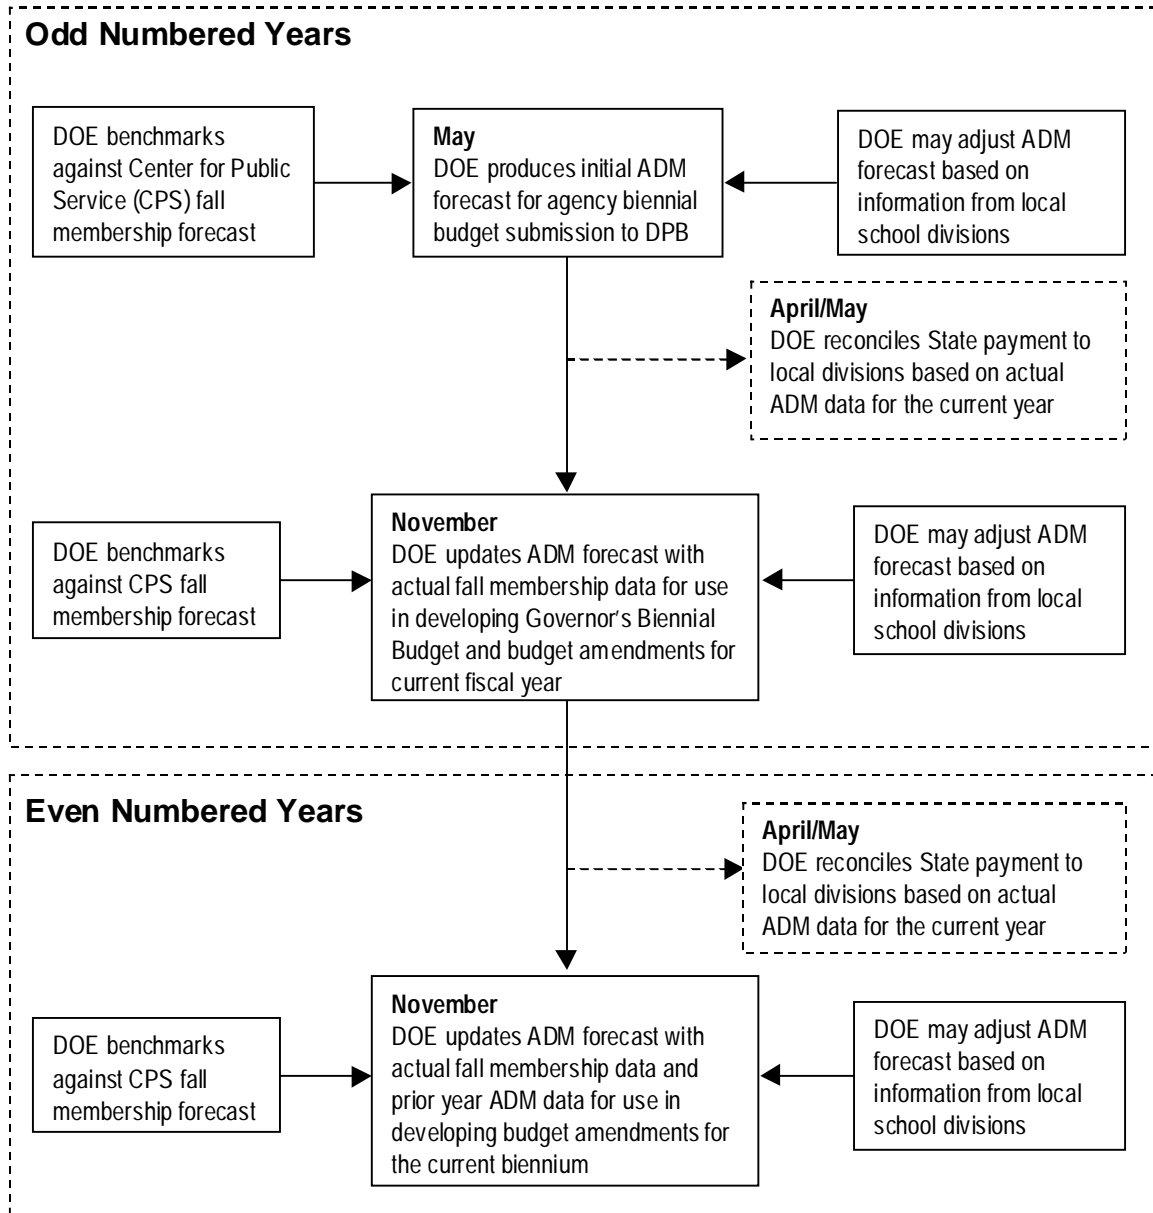 Odd Numbered Years
DOE benchmarks
against Center for Public
Service (CPS) fall
membership forecast
May
DOE produces initial ADM
forecast for agency biennial
budget submission to DPB
DOE may adjust ADM
forecast based on
information from local
school divisions
April/May
DOE reconciles State payment to
local divisions based on actual
ADM data for the current year
DOE benchmarks
against CPS fall
membership forecast
November
DOE updates ADM forecast with
actual fall membership data for use
in developing Governor's Biennial
Budget and budget amendments for
current fiscal year
DOE may adjust ADM
forecast based on
information from local
school divisions
Even Numbered Years
April/May
DOE reconciles State payment to
local divisions based on actual
ADM data for the current year
DOE benchmarks
against CPS fall
membership forecast
November
DOE updates ADM forecast with
actual fall membership data and
prior year ADM data for use in
developing budget amendments for
the current biennium
DOE may adjust ADM
forecast based on
information from local
school divisions